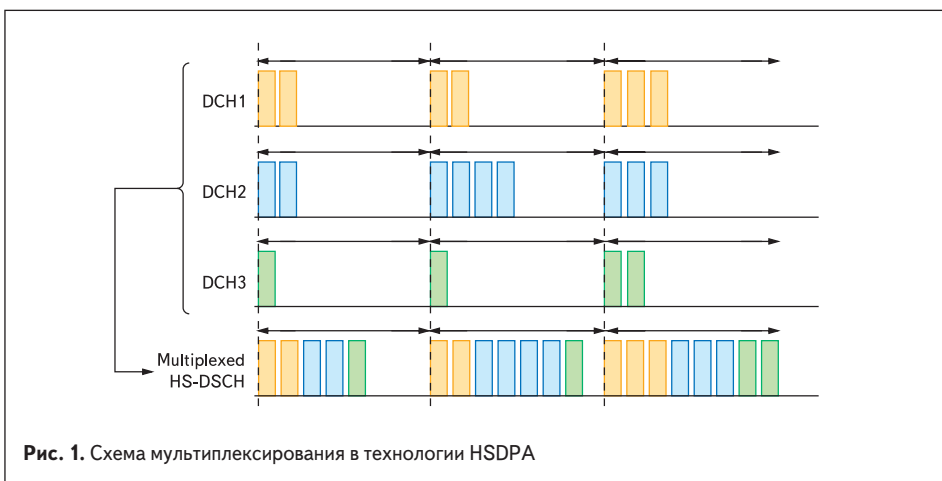 DCH1
DCH2
DCH3
Multiplexed
HS-DSCH
Рис. 1. Схема мультиплексирования в технологии HSDPA